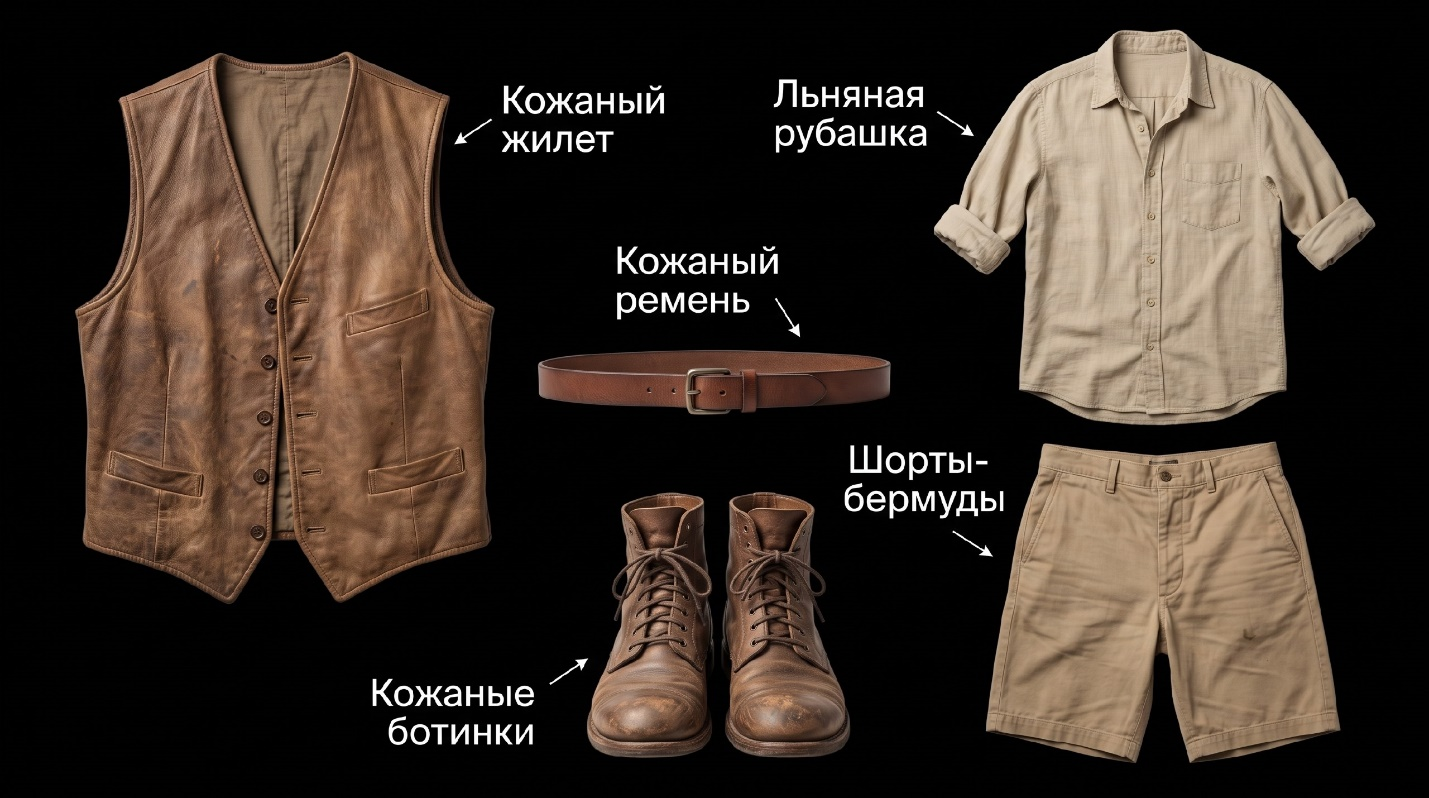 Кожаный
жилет
Льняная
рубашка
Кожаный
ремень
Шорты-
бермуды
Кожаные
ботинки